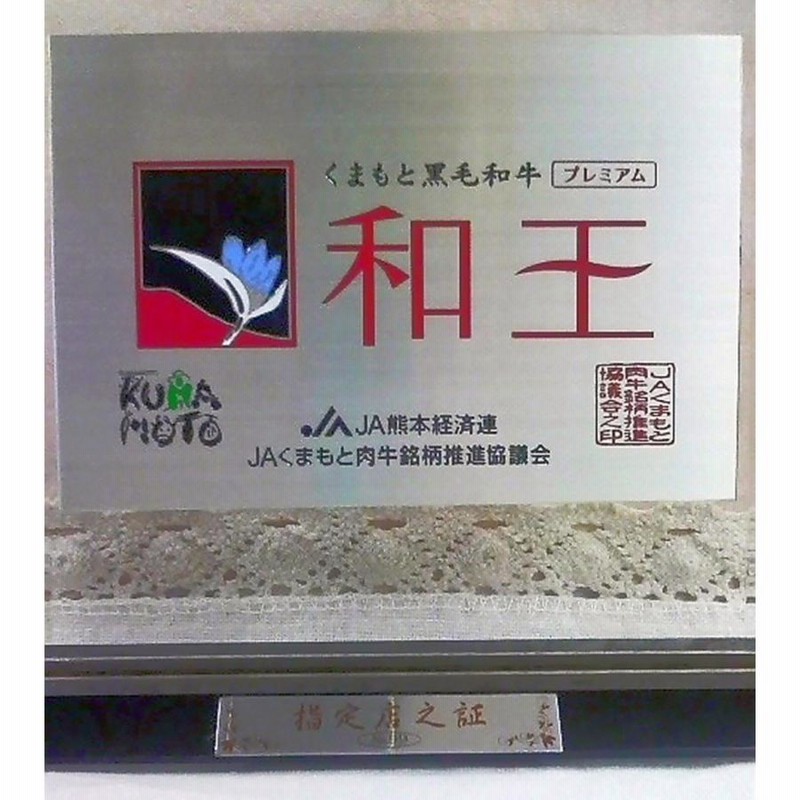 くまもと黒毛和牛 プレミアム
和王
KUMA
MOTO
JA熊本経済連
JAくまもと肉牛銘柄推進協議会
JAくまもと
肉牛銘柄推進
協議会之印
指定店之証